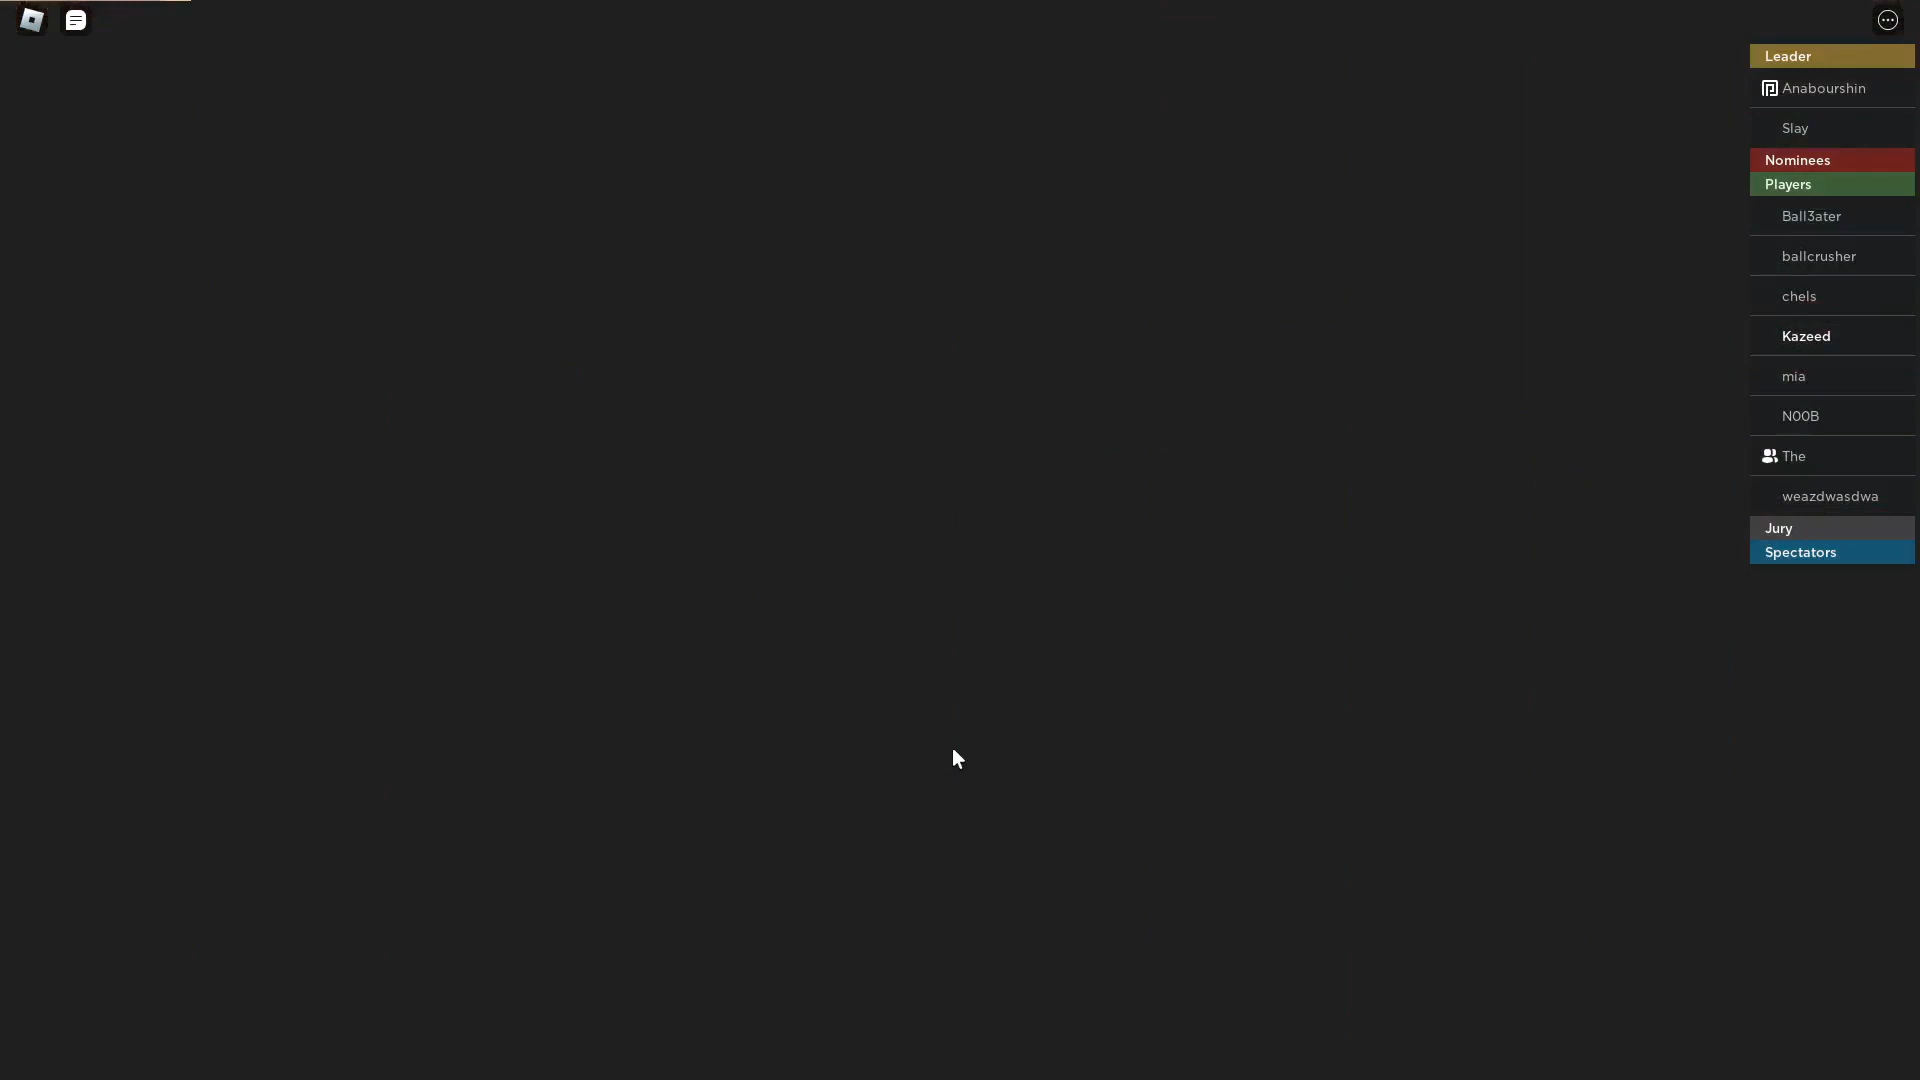 Leader
Anabourshin
Slay
Nominees
Players
Ball3ater
ballcrusher
chels
Kazeed
mia
N00B
The
weazdwasdwa
Jury
Spectators